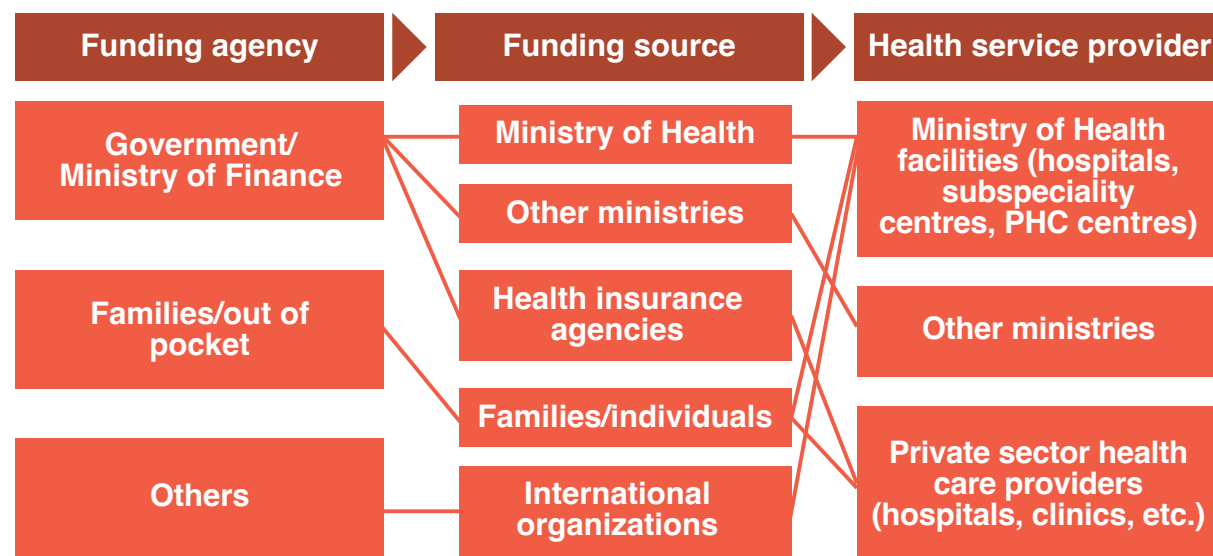 Funding agency
Funding source
Health service provider
Government/
Ministry of Finance
Families/out of
pocket
Others
Ministry of Health
Other ministries
Health insurance
agencies
Families/individuals
International
organizations
Ministry of Health
facilities (hospitals,
subspeciality
centres, PHC centres)
Other ministries
Private sector health
care providers
(hospitals, clinics, etc.)